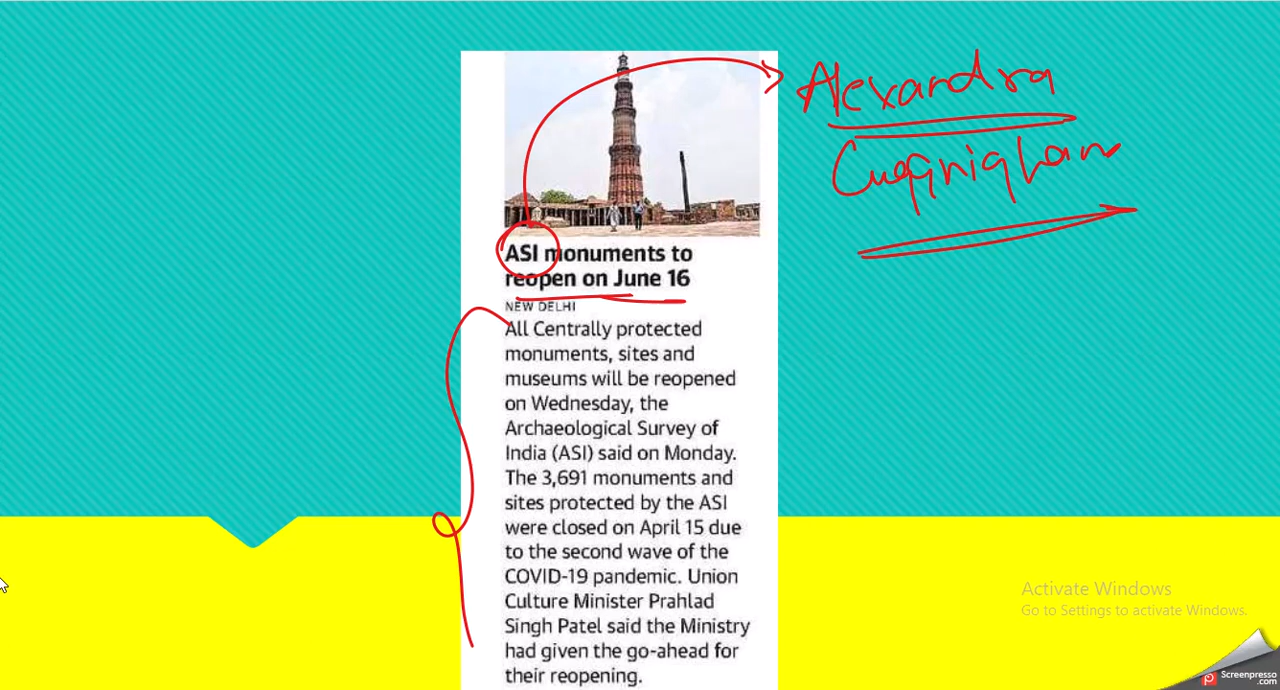 Alexandra
Cunnighan
ASI monuments to
reopen on June 16
NEW DELHI
All Centrally protected
monuments, sites and
museums will be reopened
on Wednesday, the
Archaeological Survey of
India (ASI) said on Monday.
The 3,691 monuments and
sites protected by the ASI
were closed on April 15 due
to the second wave of the
COVID-19 pandemic. Union
Culture Minister Prahlad
Singh Patel said the Ministry
had given the go-ahead for
their reopening.
Activate Windows
Go to Settings to activate Windows.
Screenpresso
.com